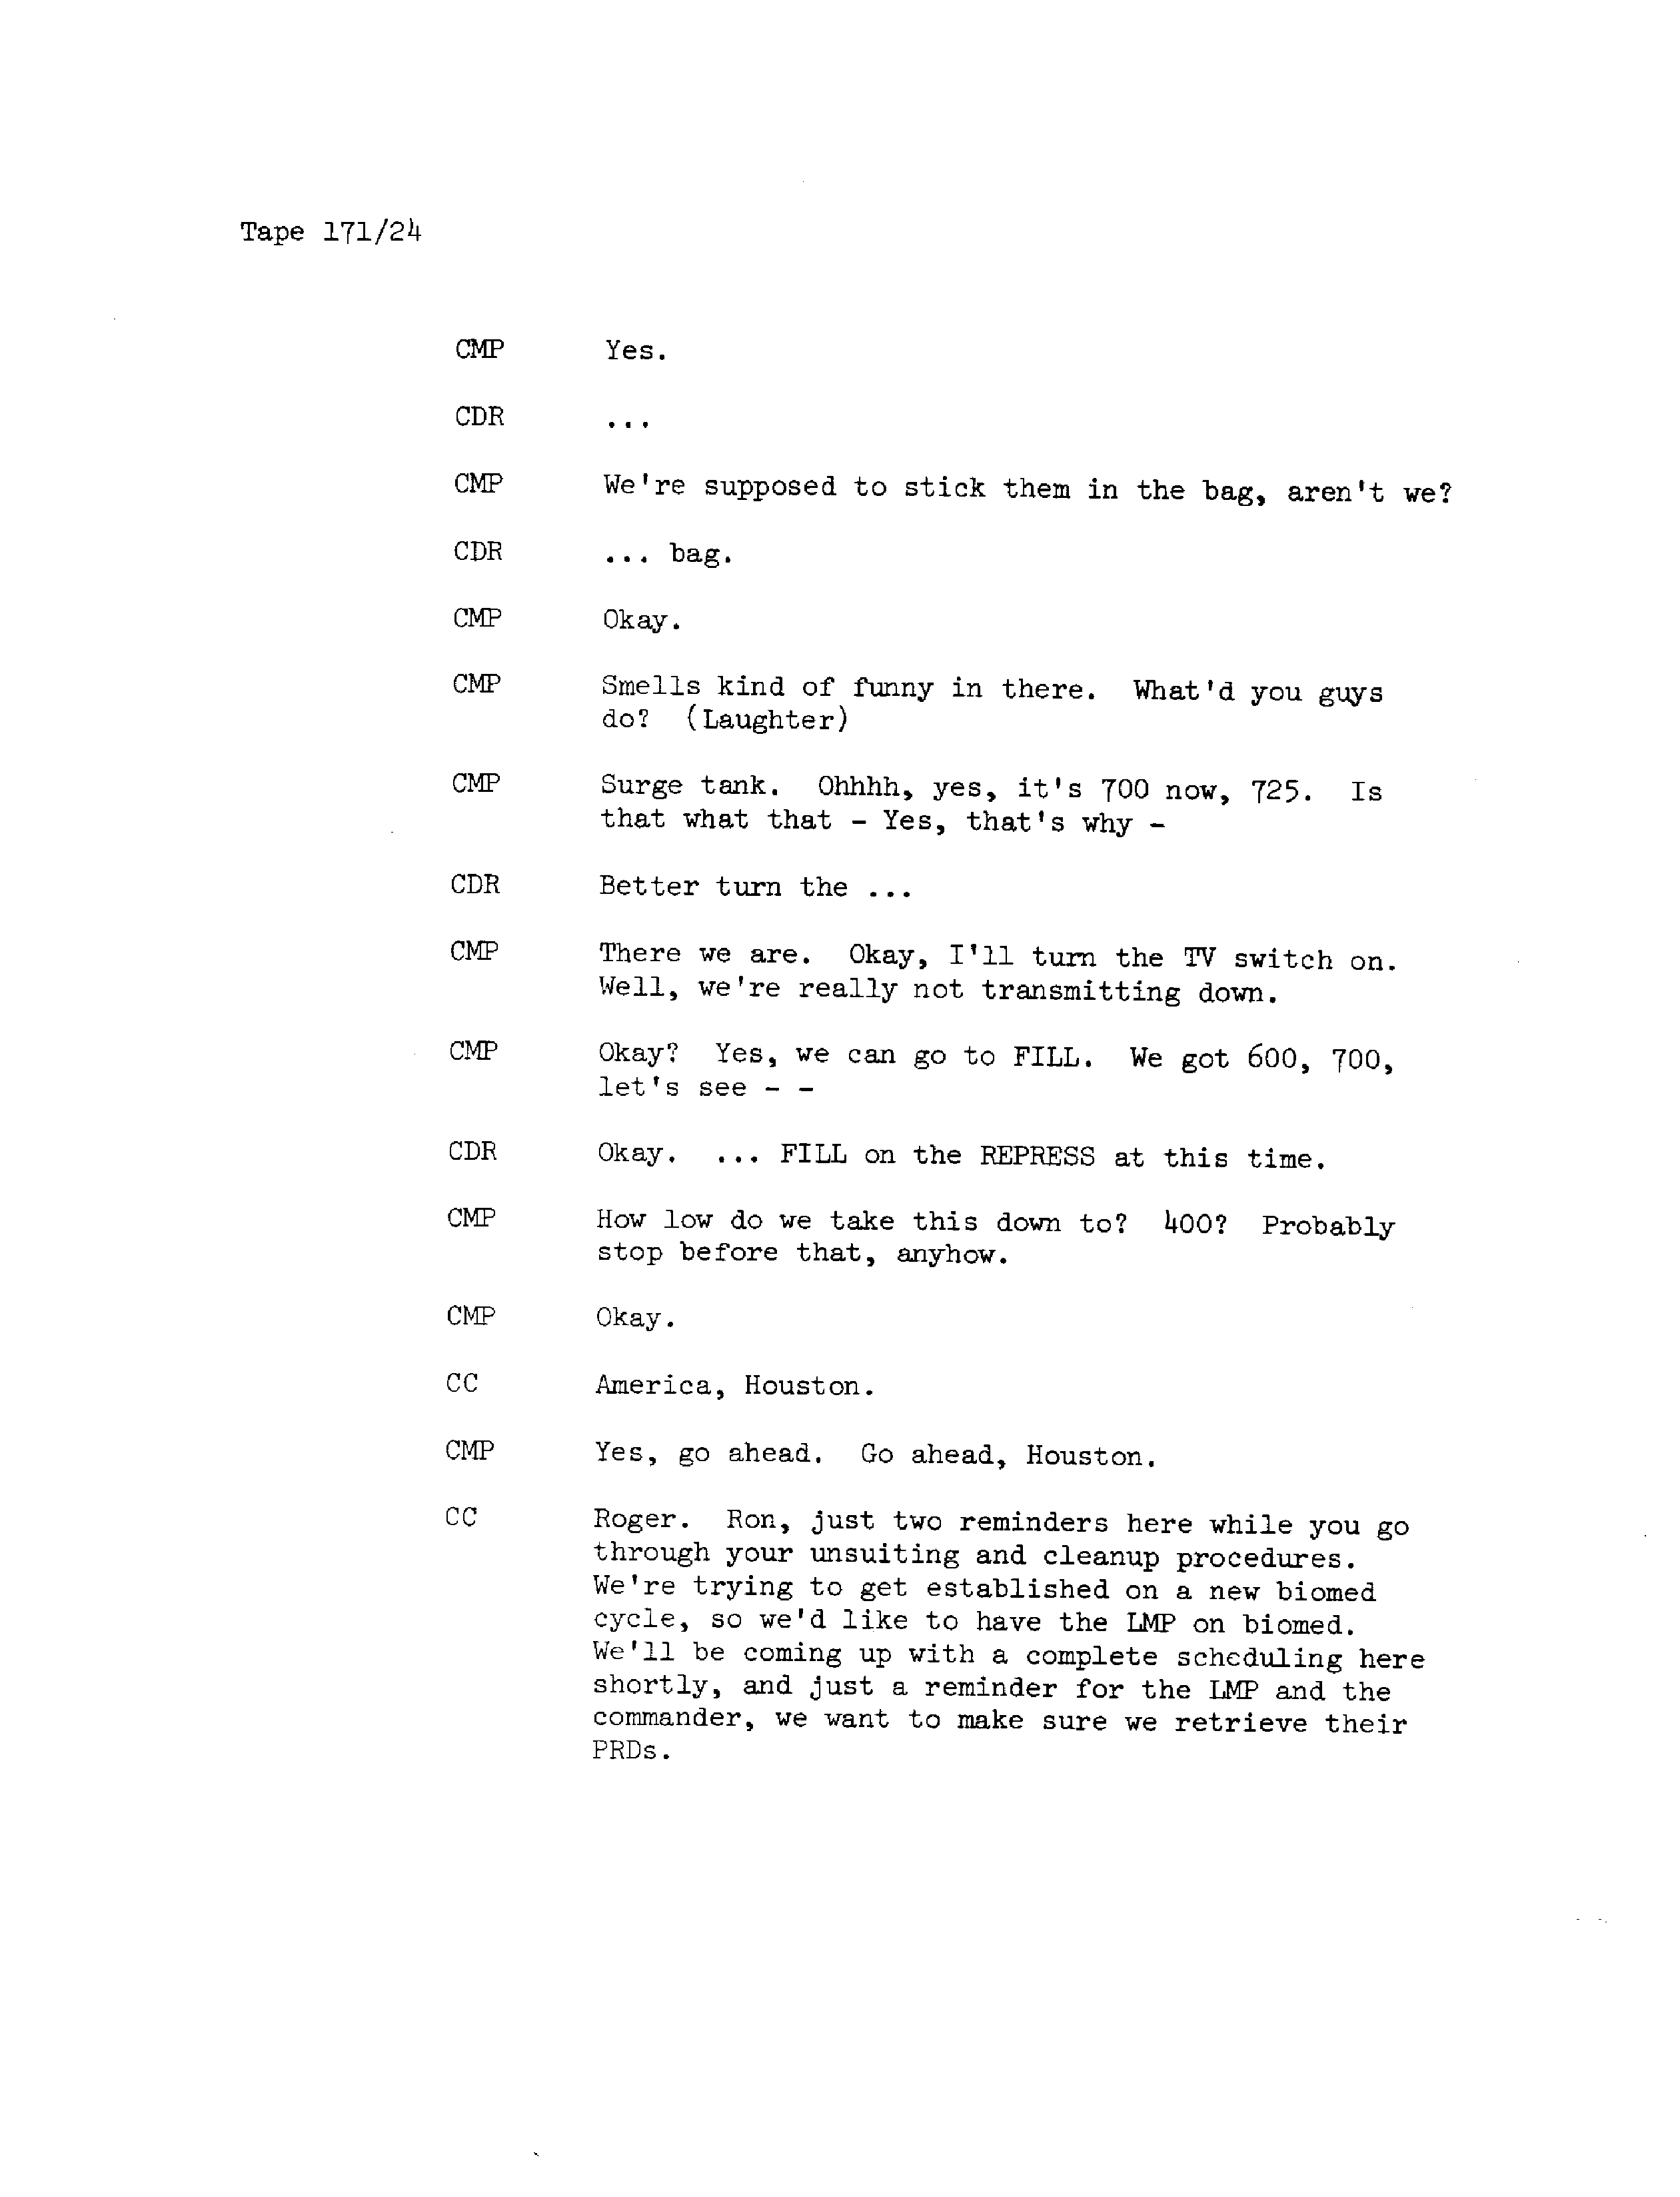 Tape 171/24
CMP Yes.
CDR ...
CMP We're supposed to stick them in the bag, aren't we?
CDR ... bag.
CMP Okay.
CMP Smells kind of funny in there. What'd you guys
do? (Laughter)
CMP Surge tank. Ohhhh, yes, it's 700 now, 725. Is
that what that - Yes, that's why -
CDR Better turn the ...
CMP There we are. Okay, I'll turn the TV switch on.
Well, we're really not transmitting down.
CMP Okay? Yes, we can go to FILL. We got 600, 700,
let's see - -
CDR Okay. ... FILL on the REPRESS at this time.
CMP How low do we take this down to? 400? Probably
stop before that, anyhow.
CMP Okay.
CC America, Houston.
CMP Yes, go ahead. Go ahead, Houston.
CC Roger. Ron, just two reminders here while you go
through your unsuiting and cleanup procedures.
We're trying to get established on a new biomed
cycle, so we'd like to have the LMP on biomed.
We'll be coming up with a complete scheduling here
shortly, and just a reminder for the LMP and the
commander, we want to make sure we retrieve their
PRDs.